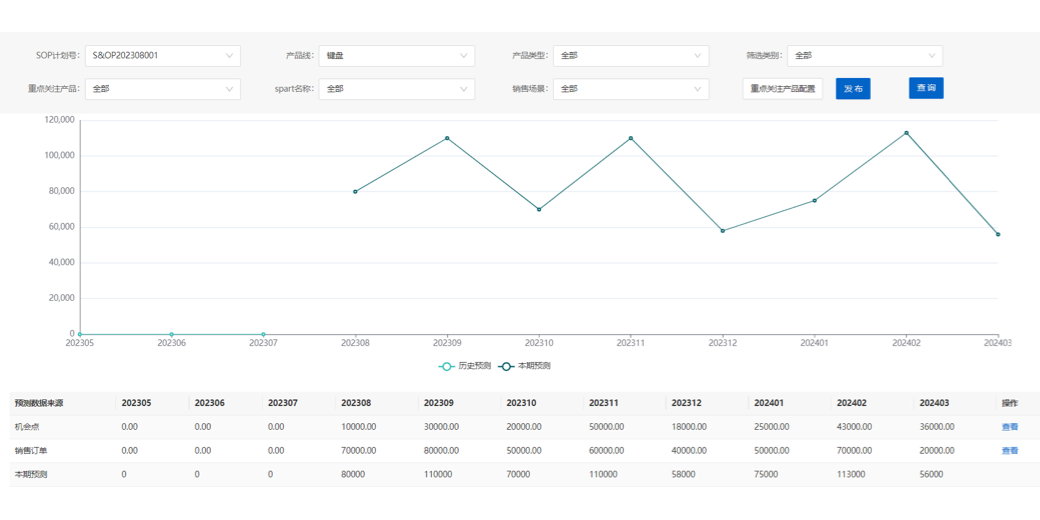 SOP计划号: S&OP202308001 产品线: 键盘 产品类型: 全部 筛选类别: 全部
重点关注产品: 全部 spart名称: 全部 销售场景: 全部 重点关注产品配置 发布 查询
120,000
100,000
80,000
60,000
40,000
20,000
0
202305 202306 202307 202308 202309 202310 202311 202312 202401 202402 202403
历史预测 本期预测
预测数据来源 202305 202306 202307 202308 202309 202310 202311 202312 202401 202402 202403 操作
机会点 0.00 0.00 0.00 10000.00 30000.00 20000.00 50000.00 18000.00 25000.00 43000.00 36000.00 查看
销售订单 0.00 0.00 0.00 70000.00 80000.00 50000.00 60000.00 40000.00 50000.00 70000.00 20000.00 查看
本期预测 0 0 0 80000 110000 70000 110000 58000 75000 113000 56000